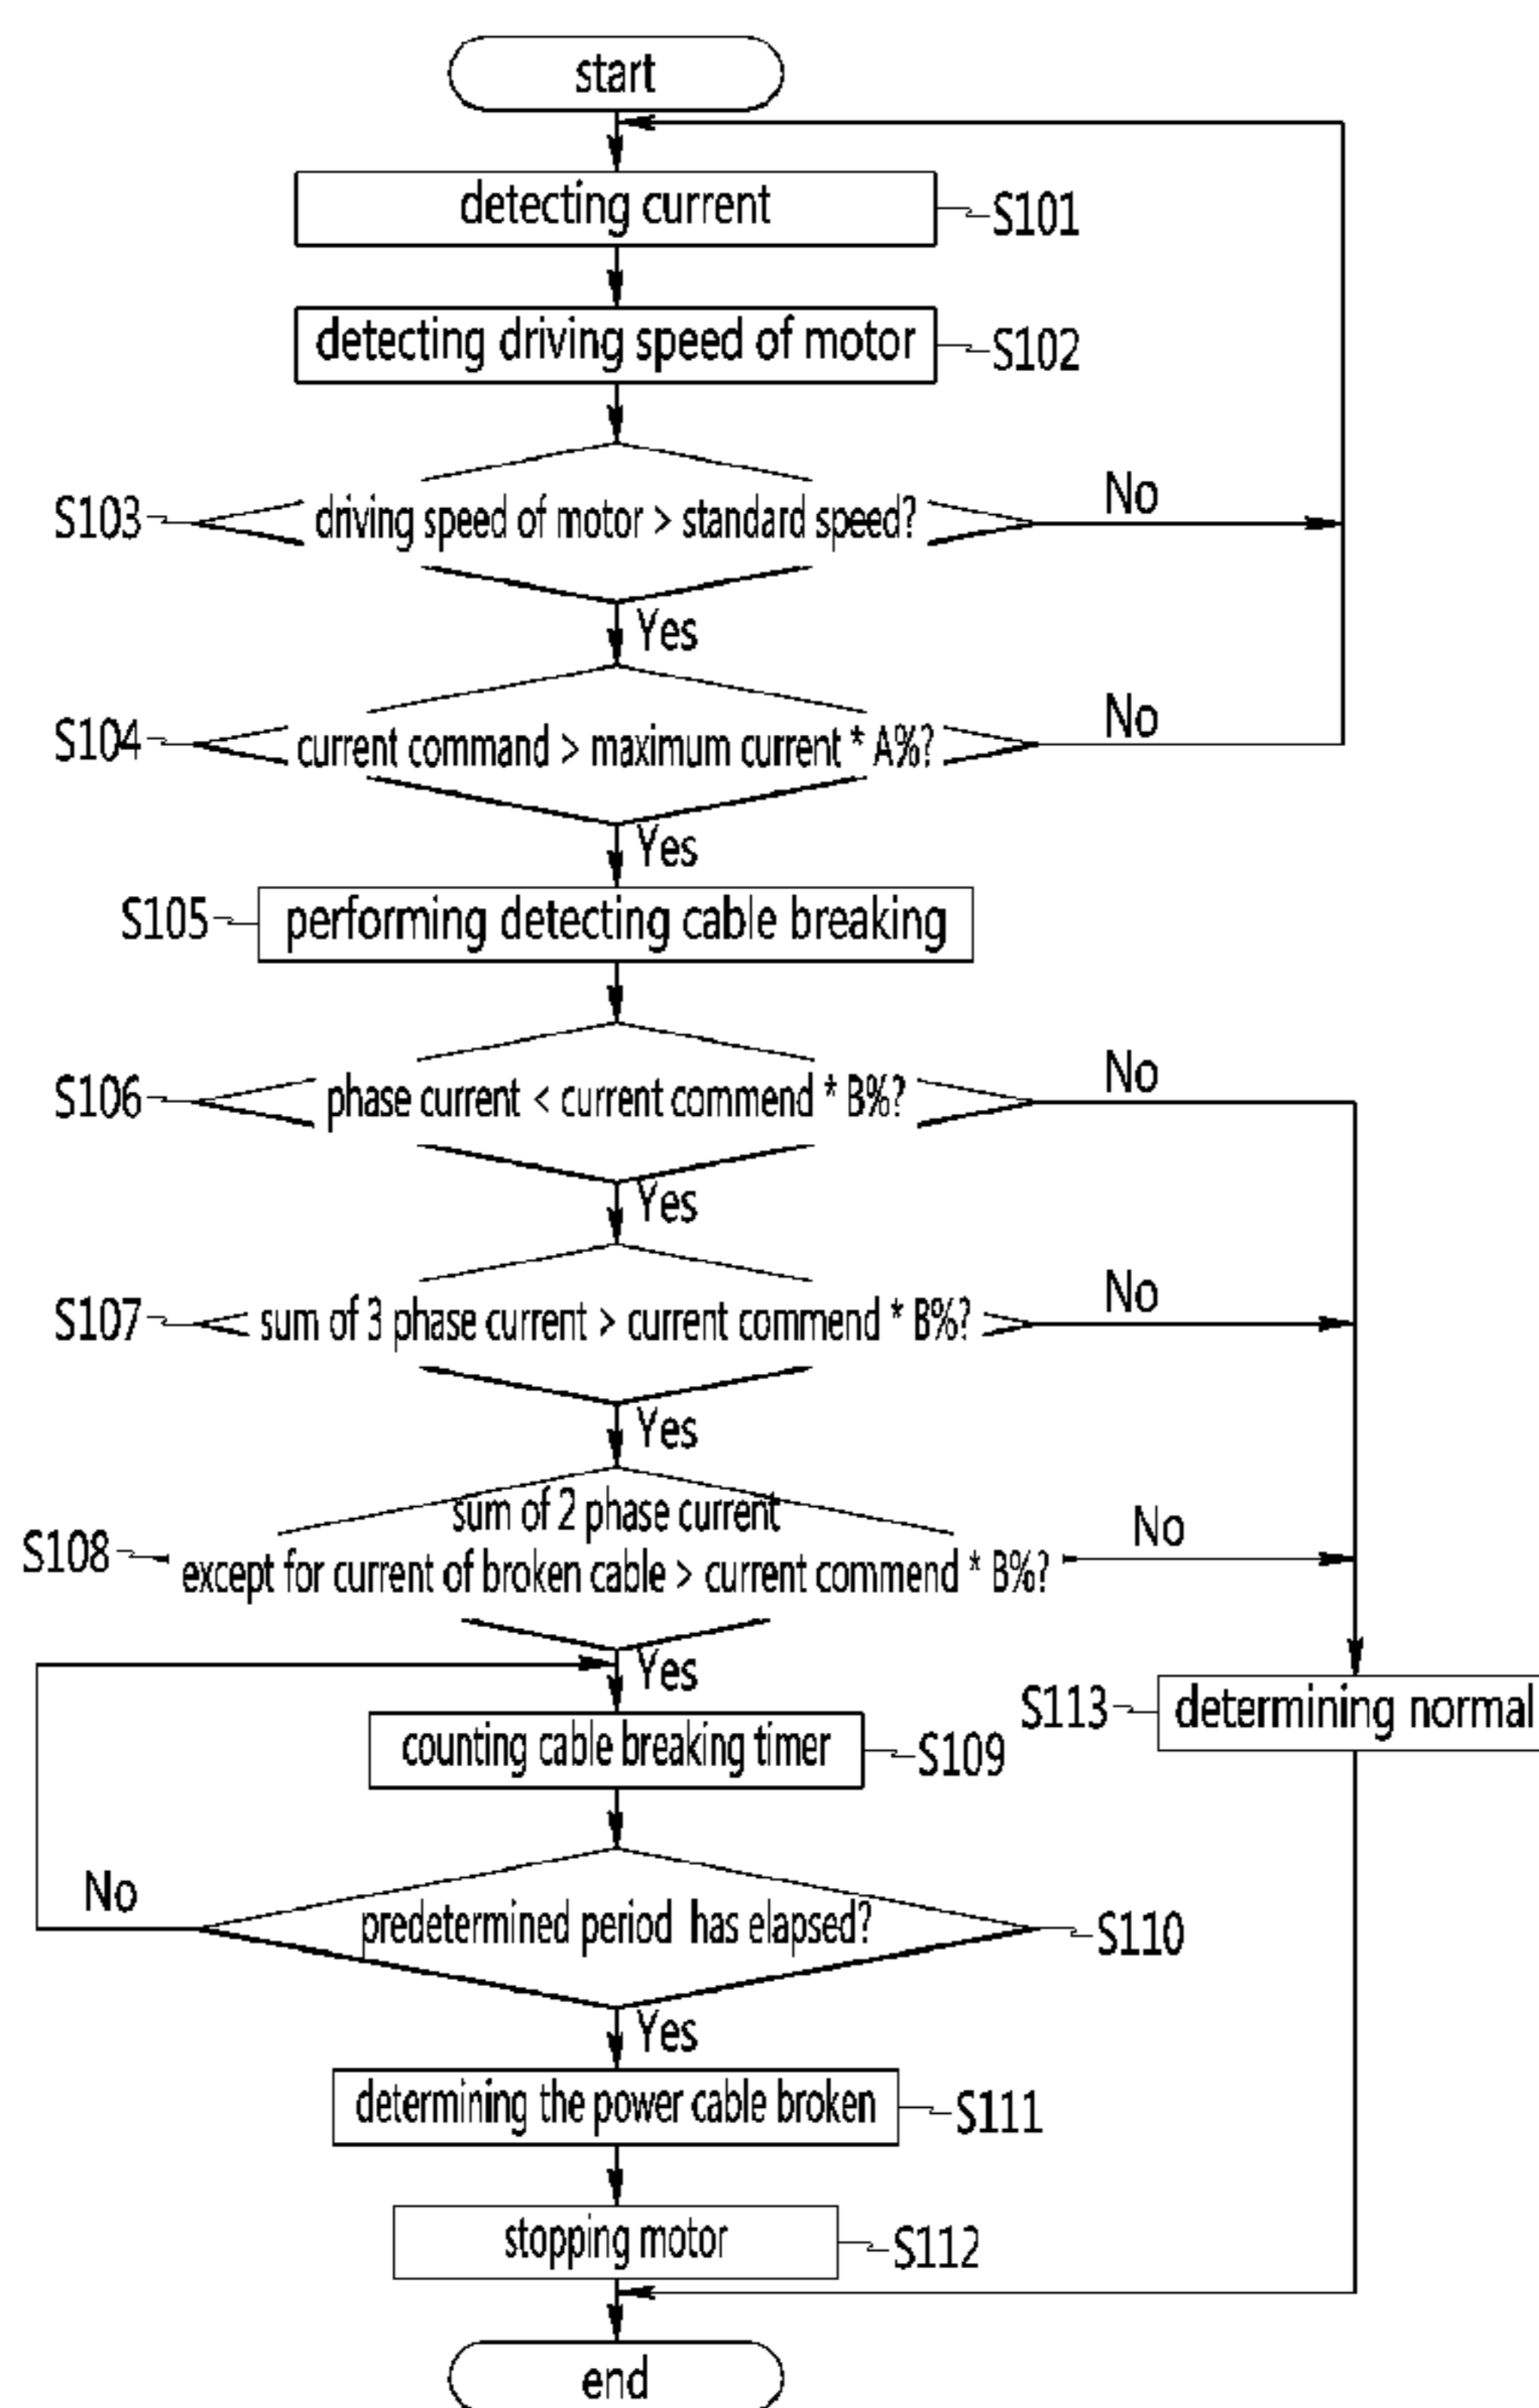 start
detecting current
S101
detecting driving speed of motor
S102
S103
driving speed of motor > standard speed?
No
Yes
S104
current command > maximum current * A%?
No
Yes
S105
performing detecting cable breaking
S106
phase current < current commend * B%?
No
Yes
S107
sum of 3 phase current > current commend * B%?
No
Yes
S108
sum of 2 phase current
except for current of broken cable > current commend * B%?
No
Yes
counting cable breaking timer
S109
S113
determining normal
No
predetermined period has elapsed?
S110
Yes
determining the power cable broken
S111
stopping motor
S112
end